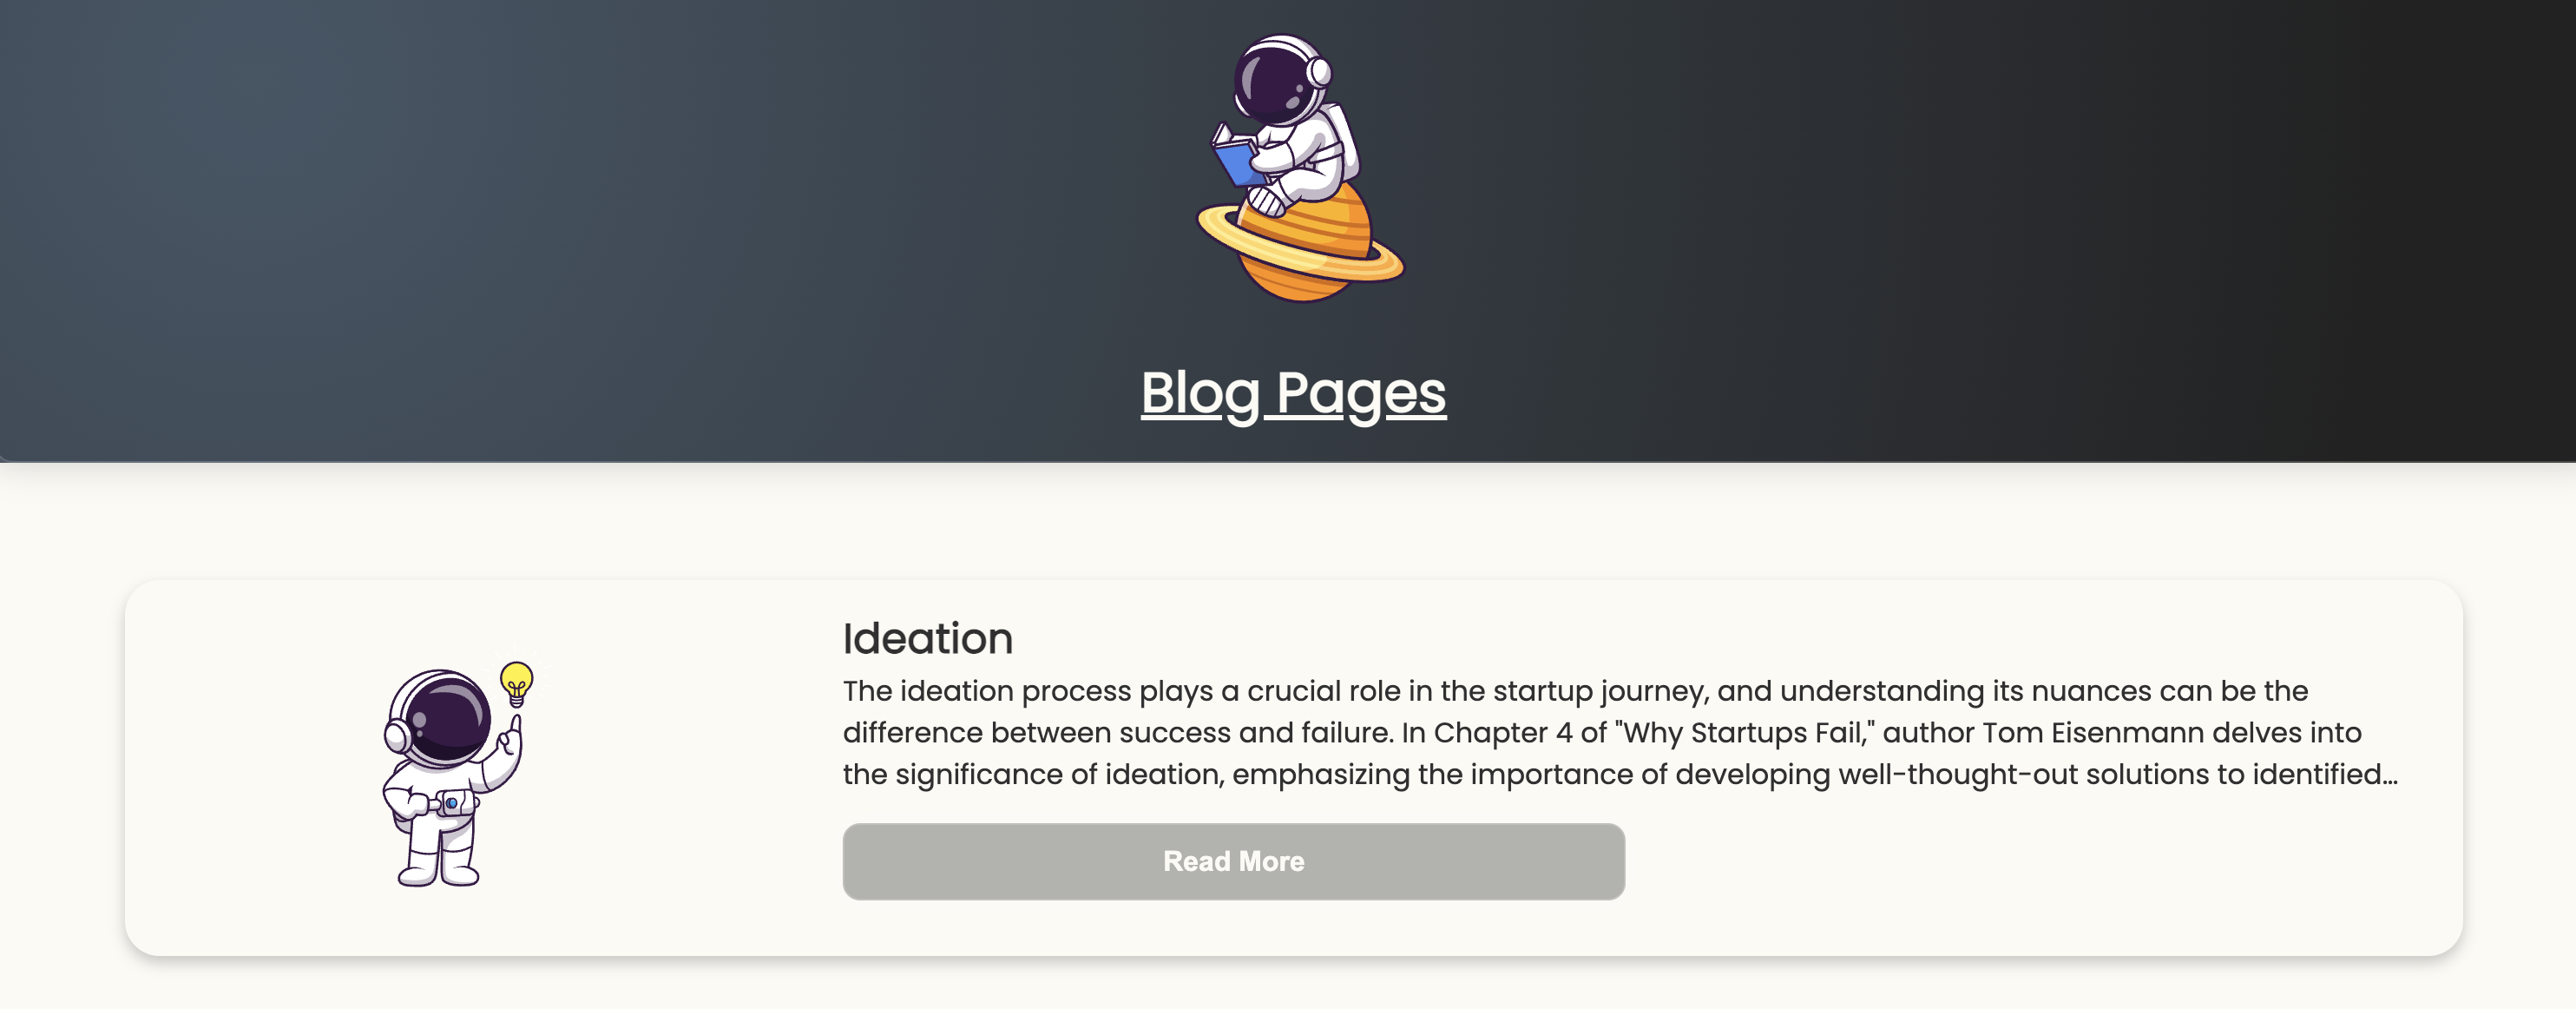 Blog Pages
Ideation
The ideation process plays a crucial role in the startup journey, and understanding its nuances can be the
difference between success and failure. In Chapter 4 of "Why Startups Fail," author Tom Eisenmann delves into
the significance of ideation, emphasizing the importance of developing well-thought-out solutions to identified...
Read More